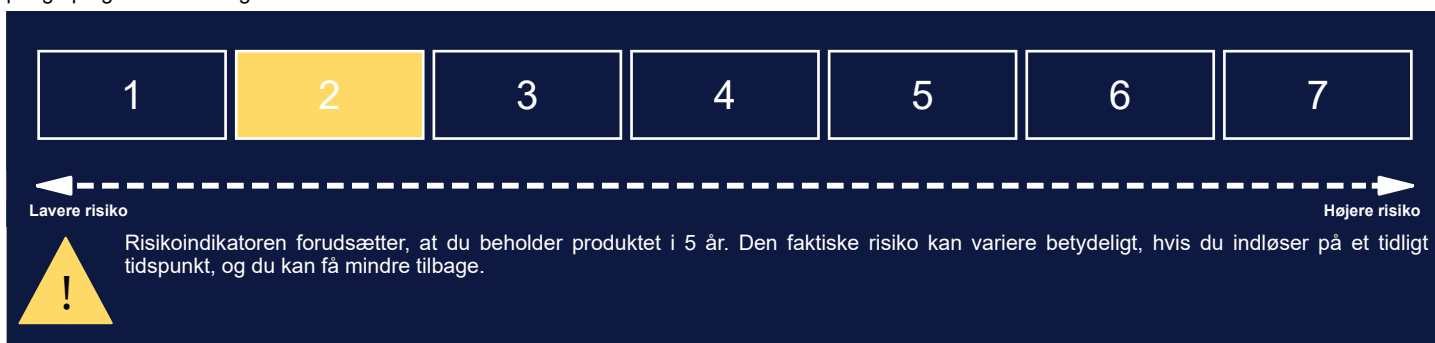 1 2 3 4 5 6 7
Lavere risiko Højere risiko
Risikoindikatoren forudsætter, at du beholder produktet i 5 år. Den faktiske risiko kan variere betydeligt, hvis du indløser på et tidligt
tidspunkt, og du kan få mindre tilbage.
!